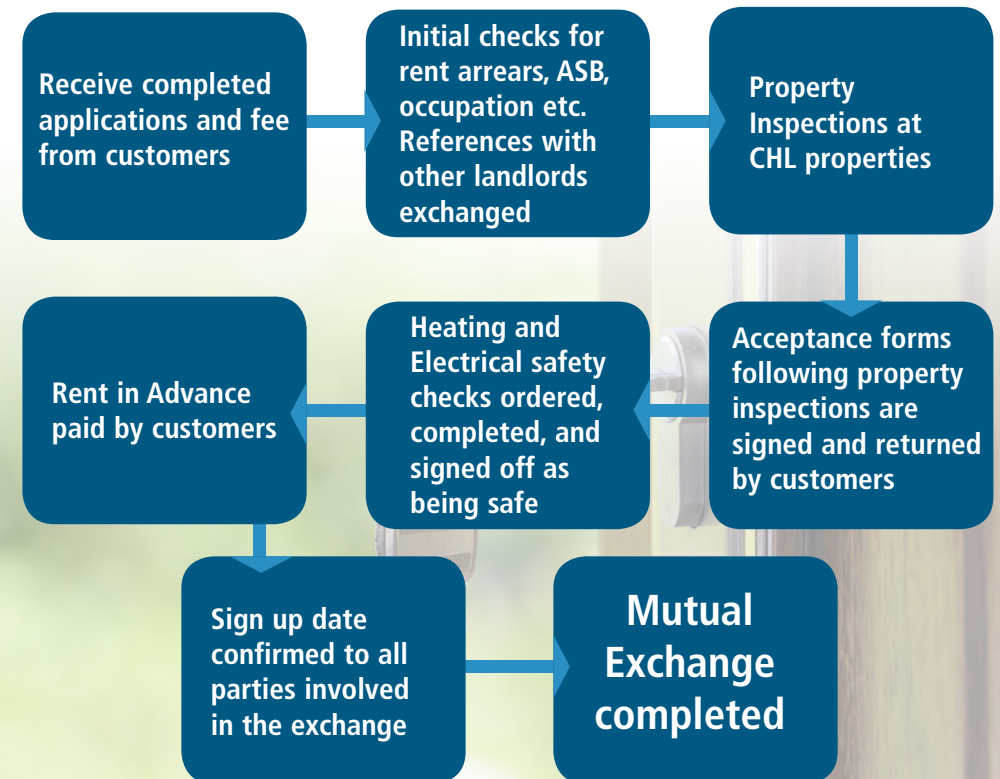 Receive completed
applications and fee
from customers
Initial checks for
rent arrears, ASB,
occupation etc.
References with
other landlords
exchanged
Property
Inspections at
CHL properties
Acceptance forms
following property
inspections are
signed and returned
by customers
Heating and
Electrical safety
checks ordered,
completed, and
signed off as
being safe
Rent in Advance
paid by customers
Sign up date
confirmed to all
parties involved
in the exchange
Mutual
Exchange
completed